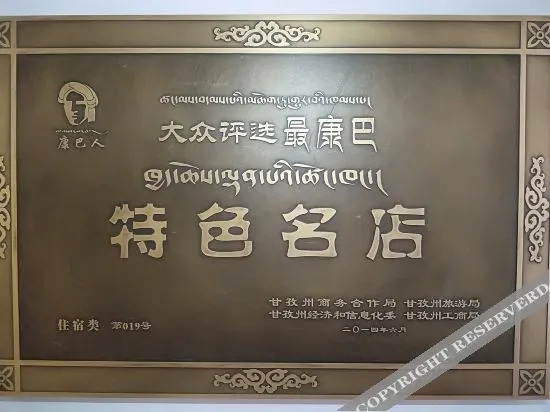 康巴人
大众评选最康巴
特色名店
甘孜州商务合作局 甘孜州旅游局
甘孜州经济和信息化委 甘孜州工商局
二〇一四年六月
住宿类 第019号
COPYRIGHT RESERVED